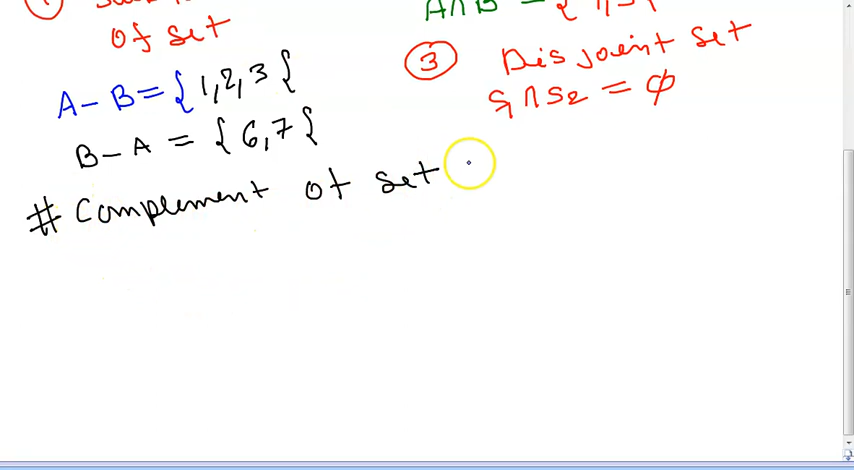 of set
A - B = {1,2,3{
B - A = {6,7{
# Complement of set
A∩B = {
3 Disjoint set
S1∩S2 = φ